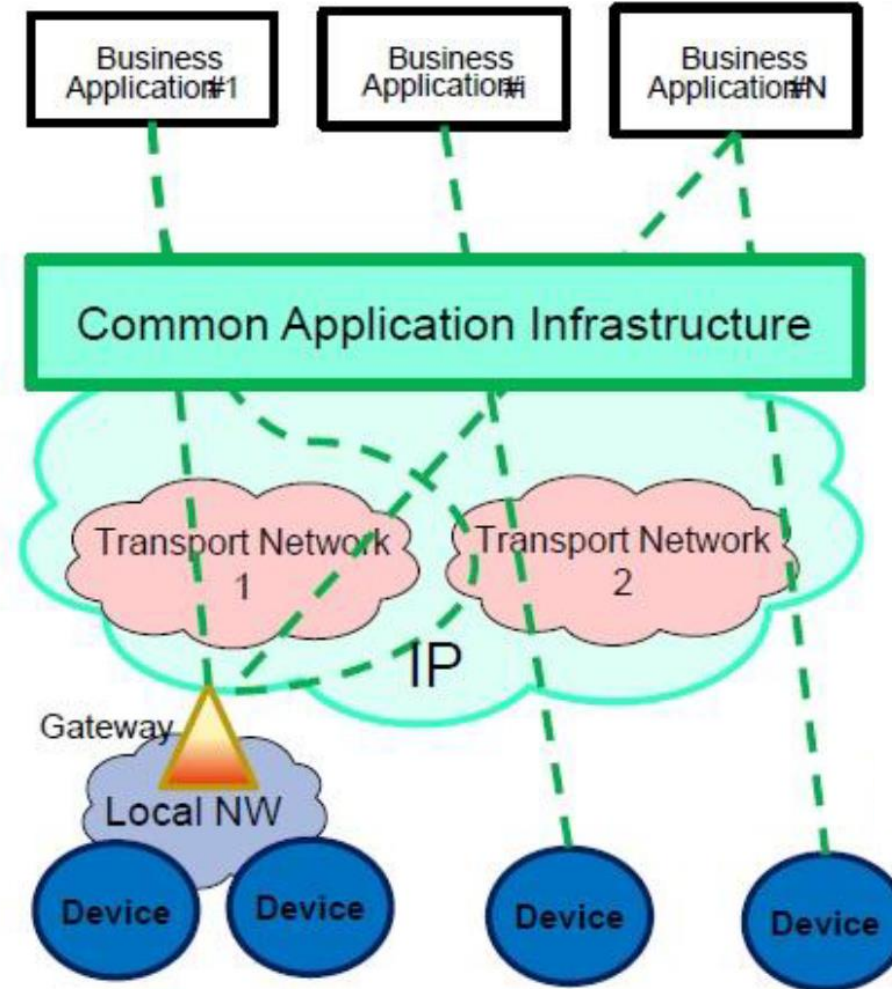 Business
Application#1
Business
Application#i
Business
Application#N
Common Application Infrastructure
Transport Network
1
Transport Network
2
IP
Gateway
Local NW
Device
Device
Device
Device